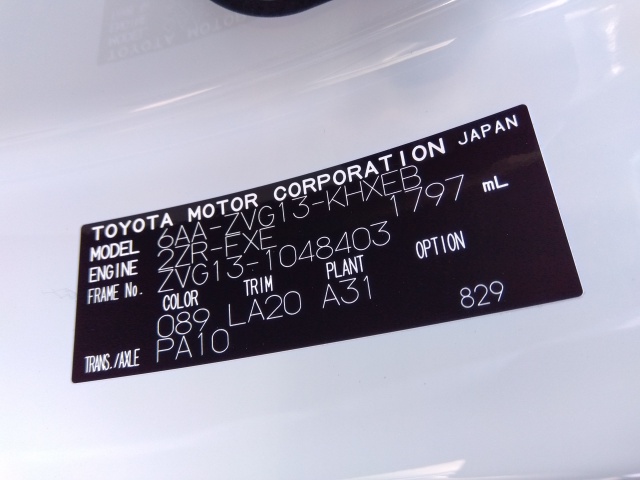 TOYOTA MOTOR CORPORATION JAPAN
MODEL 6AA-ZVG13-KHXEB
ENGINE 2ZR-FXE 1797 mL
FRAME No. ZVG13-1048403
COLOR TRIM PLANT OPTION
089 LA20 A31 829
TRANS./AXLE PA10